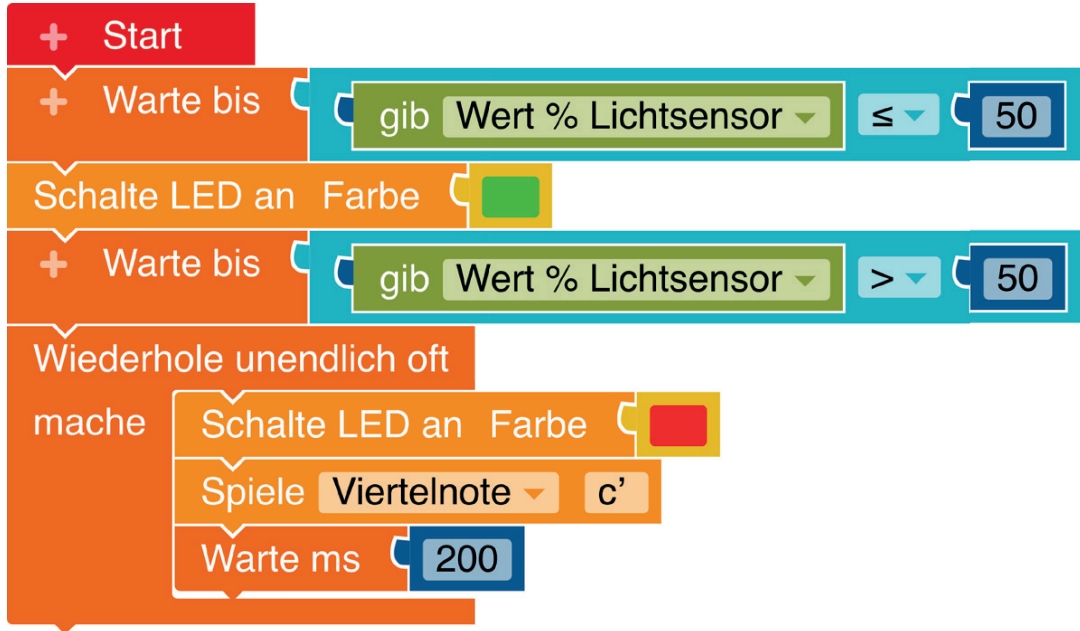 + Start
+ Warte bis gib Wert % Lichtsensor ≤ 50
Schalte LED an Farbe
+ Warte bis gib Wert % Lichtsensor > 50
Wiederhole unendlich oft
mache Schalte LED an Farbe
Spiele Viertelnote c’
Warte ms 200